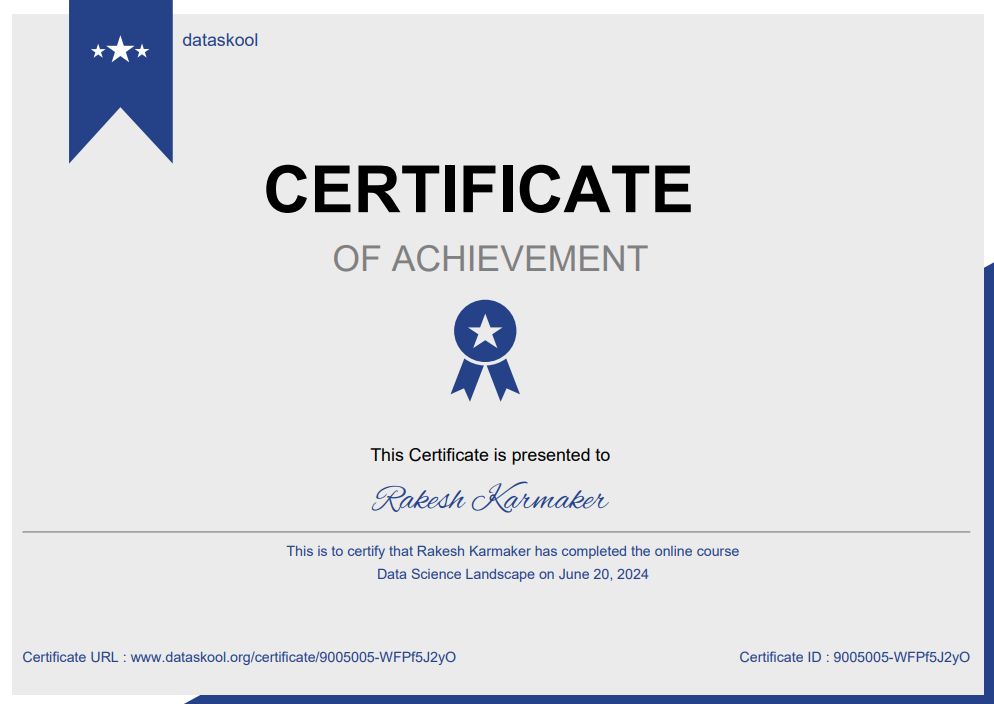 dataskool
CERTIFICATE
OF ACHIEVEMENT
This Certificate is presented to
Rakesh Karmaker
This is to certify that Rakesh Karmaker has completed the online course
Data Science Landscape on June 20, 2024
Certificate URL : www.dataskool.org/certificate/9005005-WFPf5J2yO
Certificate ID : 9005005-WFPf5J2yO